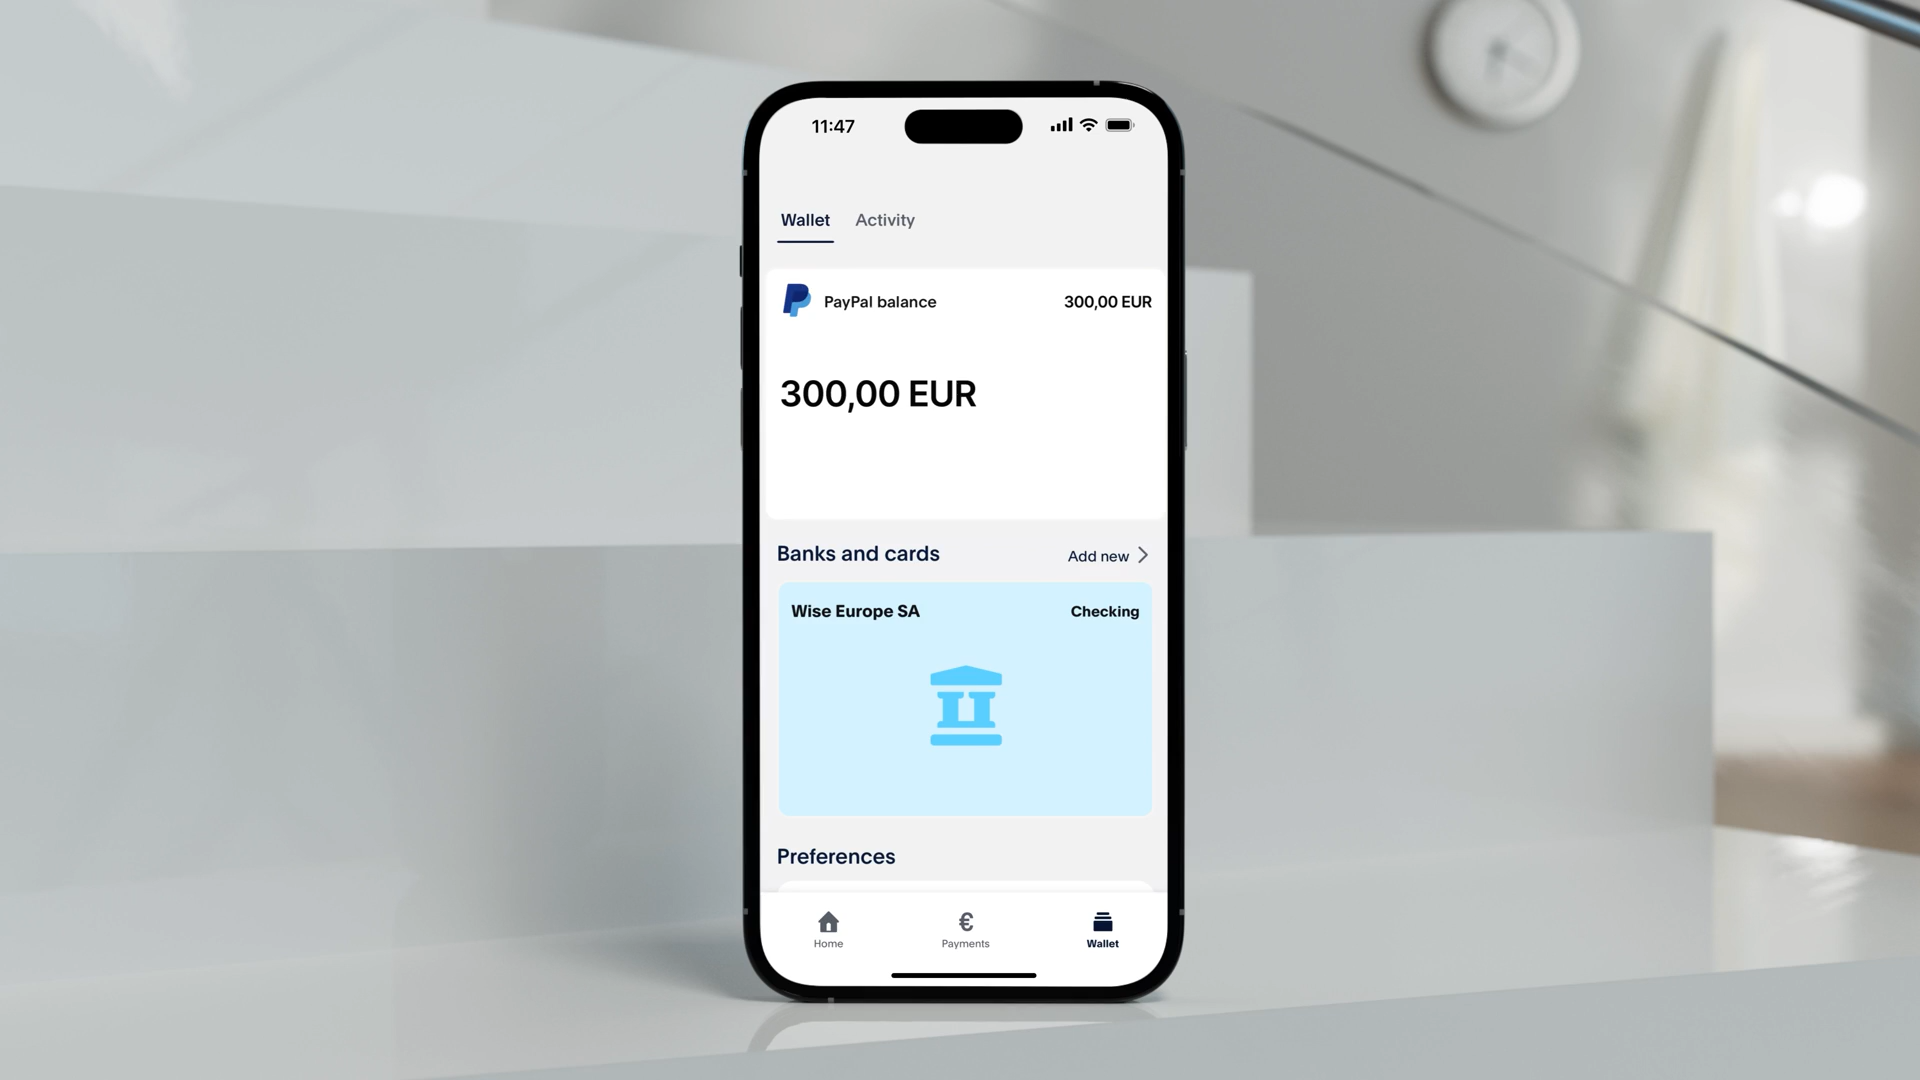 11:47
Wallet Activity
PayPal balance 300,00 EUR
300,00 EUR
Banks and cards Add new
Wise Europe SA Checking
Preferences
Home Payments Wallet